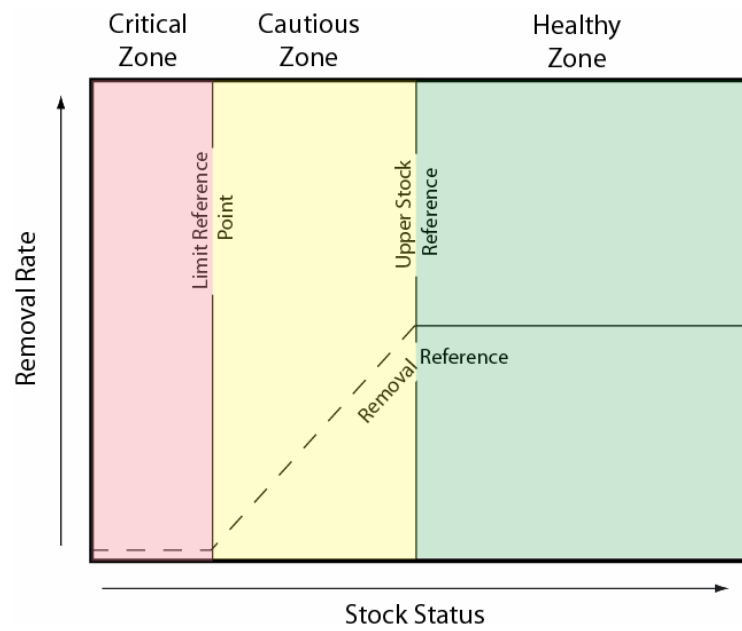 Critical
Zone
Cautious
Zone
Healthy
Zone
Removal Rate
Limit Reference
Point
Upper Stock
Reference
Removal Reference
Stock Status